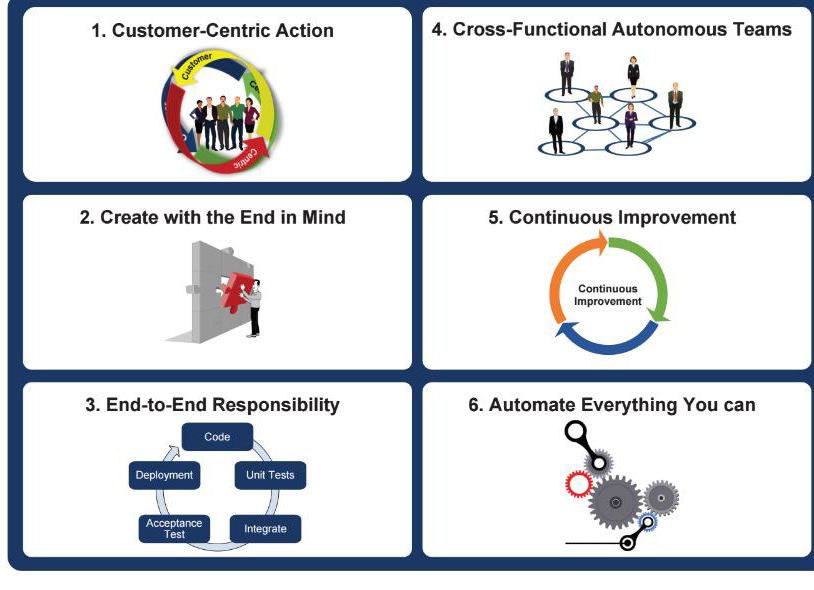 1. Customer-Centric Action
Customer
Centric
2. Create with the End in Mind
3. End-to-End Responsibility
Code
Unit Tests
Integrate
Acceptance
Test
Deployment
4. Cross-Functional Autonomous Teams
5. Continuous Improvement
Continuous
Improvement
6. Automate Everything You can